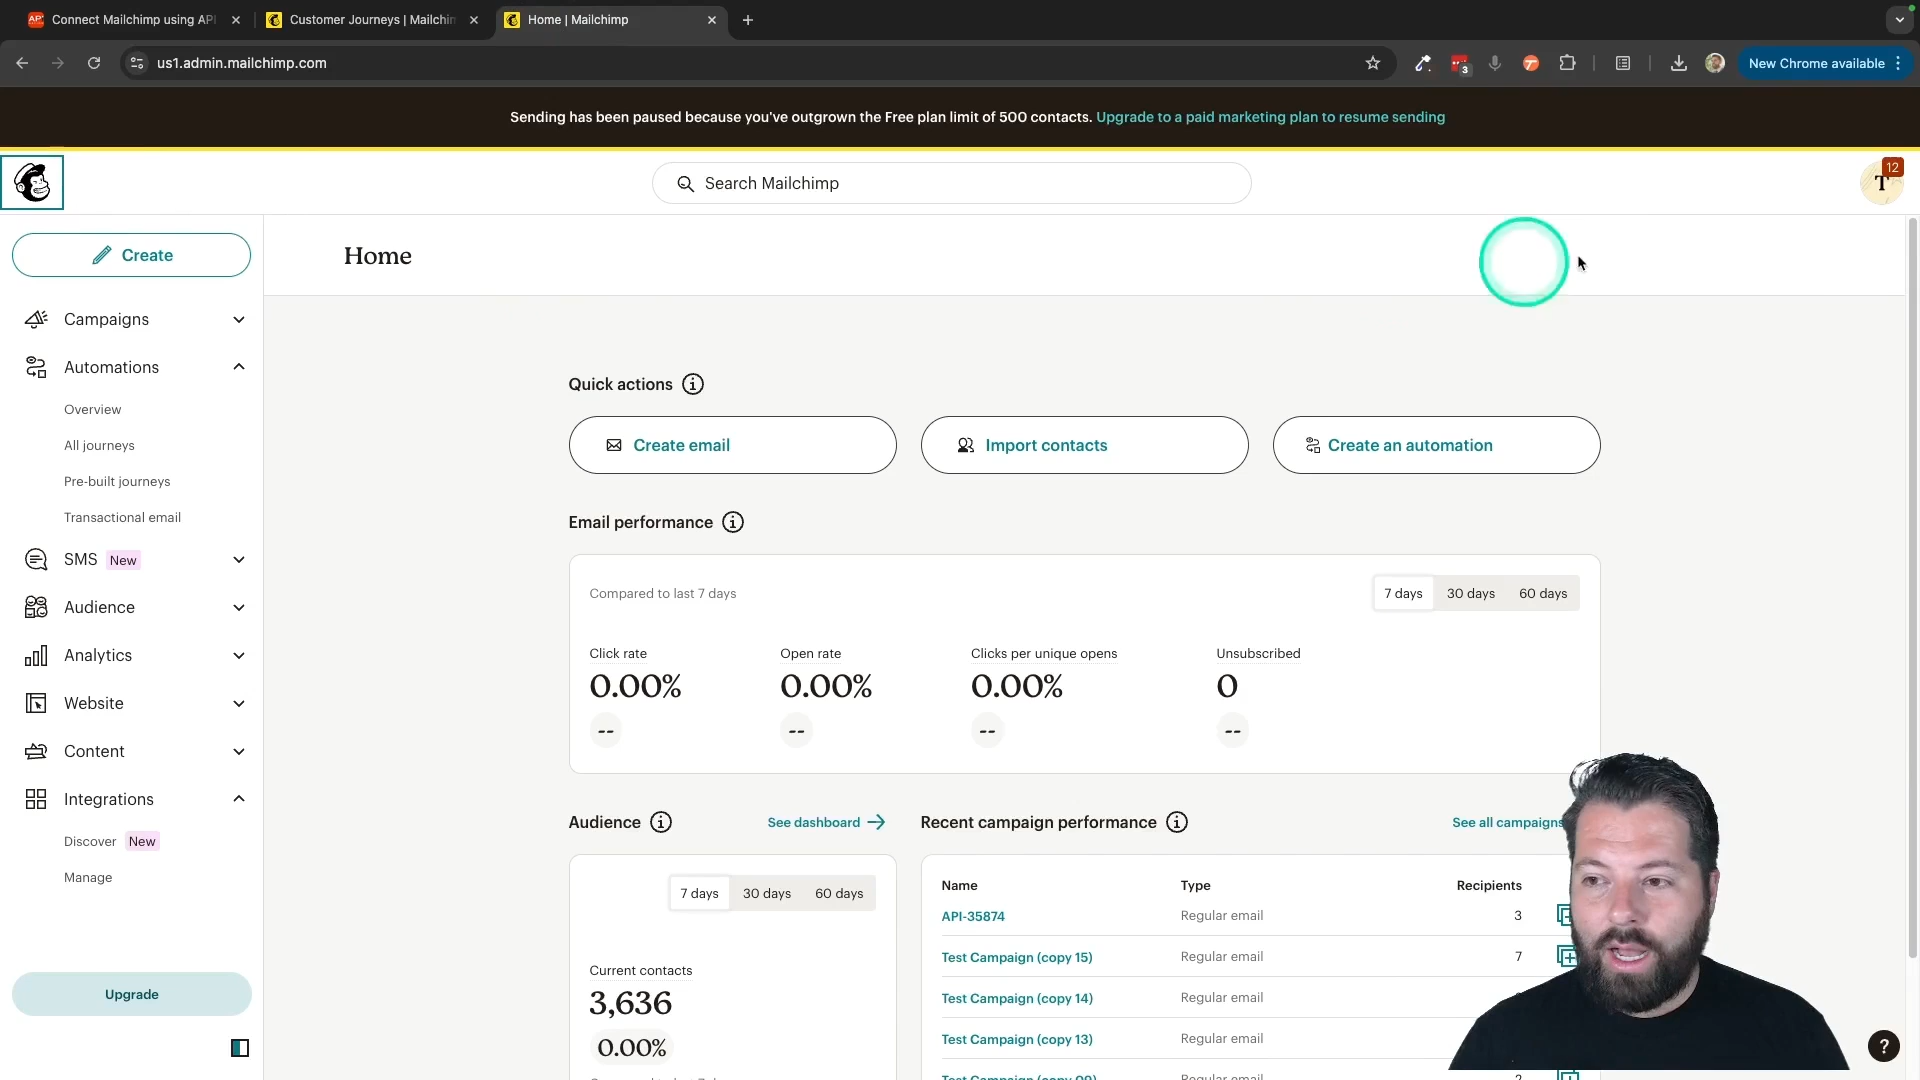 Connect Mailchimp using API
Customer Journeys | Mailchim
Home | Mailchimp
us1.admin.mailchimp.com
3
New Chrome available
Sending has been paused because you've outgrown the Free plan limit of 500 contacts. Upgrade to a paid marketing plan to resume sending
Search Mailchimp
12
T
Create
Home
Campaigns
Automations
Overview
All journeys
Pre-built journeys
Transactional email
SMS New
Audience
Analytics
Website
Content
Integrations
Discover New
Manage
Upgrade
Quick actions
Create email
Import contacts
Create an automation
Email performance
Compared to last 7 days
7 days 30 days 60 days
Click rate Open rate Clicks per unique opens Unsubscribed
0.00% 0.00% 0.00% 0
-- -- -- --
Audience
See dashboard
7 days 30 days 60 days
Current contacts
3,636
0.00%
Recent campaign performance
See all campaigns
Name Type Recipients
API-35874 Regular email 3
Test Campaign (copy 15) Regular email 7
Test Campaign (copy 14) Regular email
Test Campaign (copy 13) Regular email
?